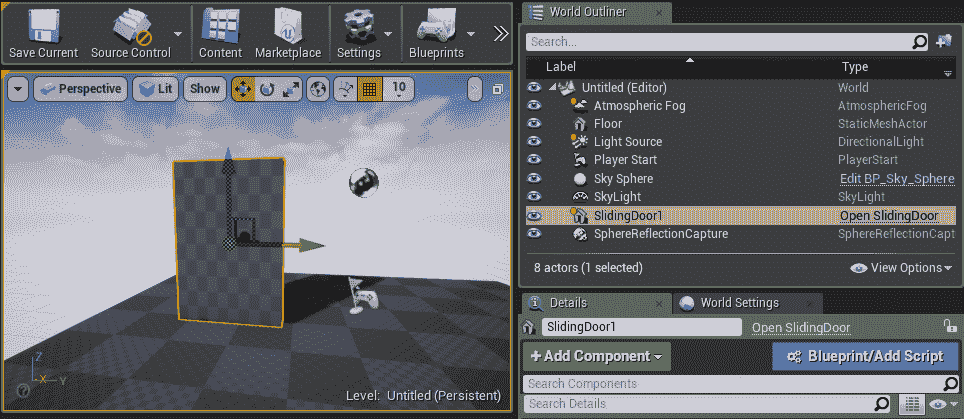 Save Current Source Control Content Marketplace Settings Blueprints
Perspective Lit Show 10
Z
X Y
Level: Untitled (Persistent)
World Outliner
Search...
Label Type
Untitled (Editor) World
Atmospheric Fog AtmosphericFog
Floor StaticMeshActor
Light Source DirectionalLight
Player Start PlayerStart
Sky Sphere Edit BP_Sky_Sphere
SkyLight SkyLight
SlidingDoor1 Open SlidingDoor
SphereReflectionCapture SphereReflectionCapt
8 actors (1 selected) View Options
Details World Settings
SlidingDoor1 Open SlidingDoor
+Add Component Blueprint/Add Script
Search Components
Search Details